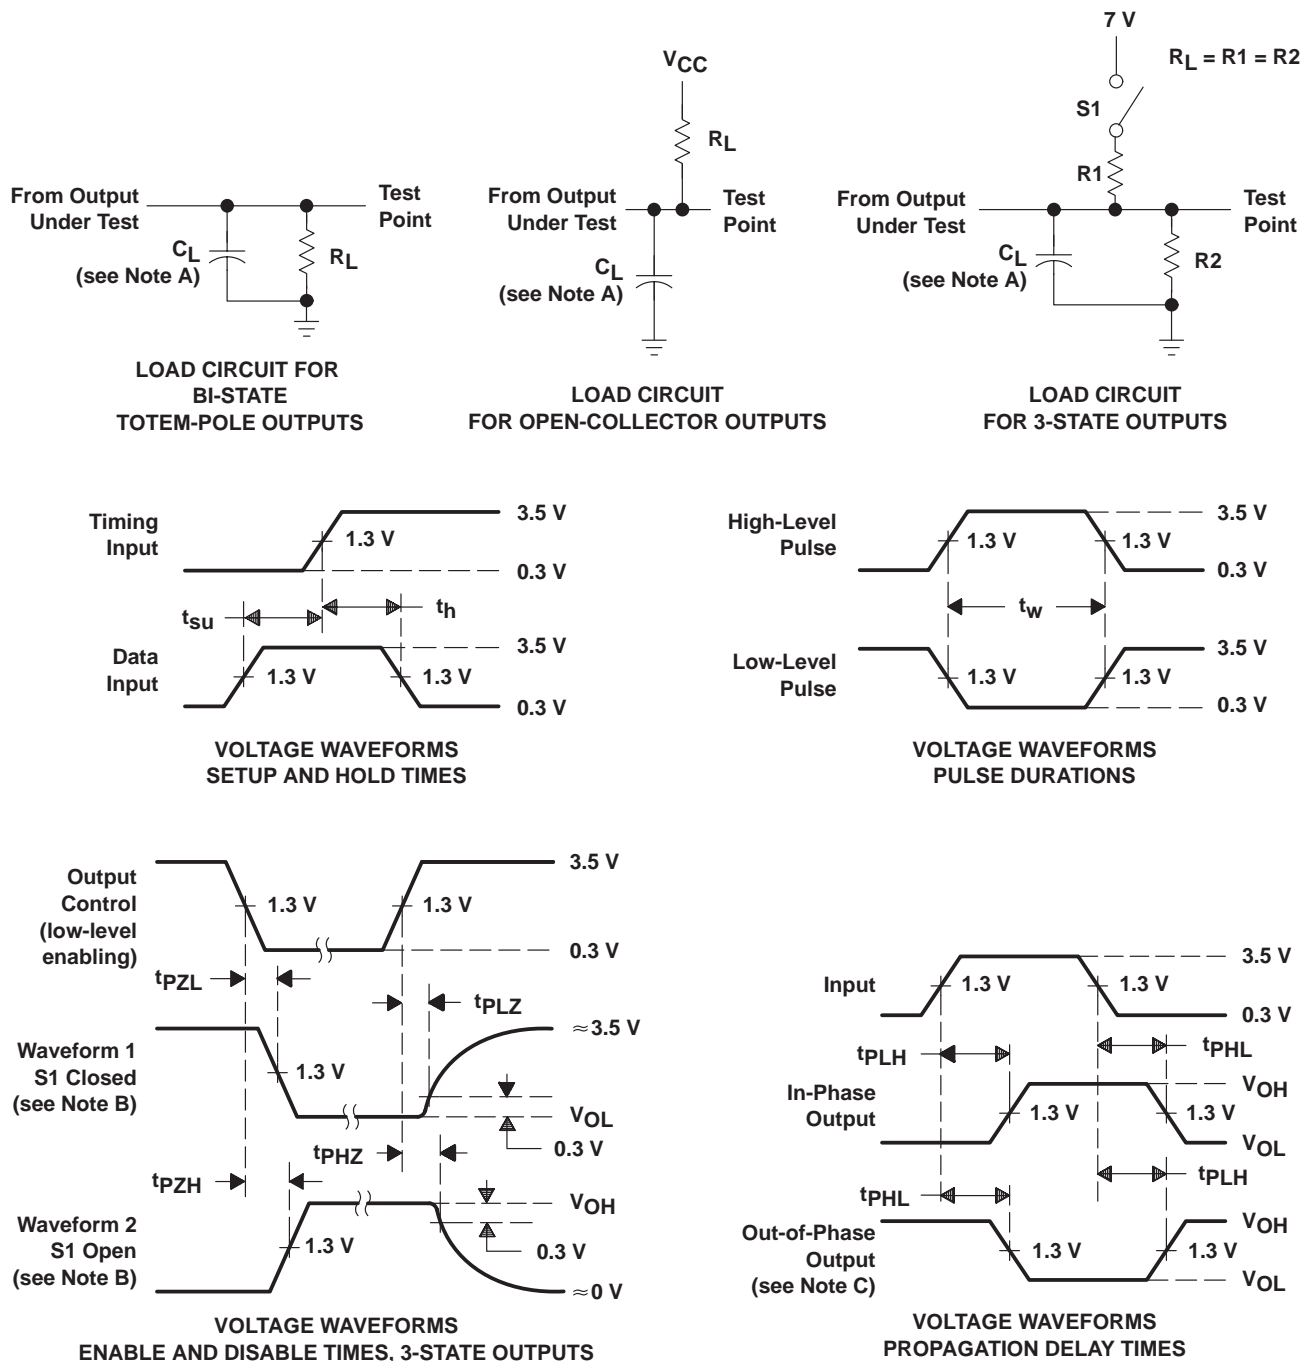 7 V
RL = R1 = R2
S1
R1
VCC
RL
From Output
Under Test
Test
Point
CL
(see Note A)
RL
From Output
Under Test
Test
Point
CL
(see Note A)
From Output
Under Test
Test
Point
CL
(see Note A)
R2
LOAD CIRCUIT FOR
BI-STATE
TOTEM-POLE OUTPUTS
LOAD CIRCUIT
FOR OPEN-COLLECTOR OUTPUTS
LOAD CIRCUIT
FOR 3-STATE OUTPUTS
Timing
Input
1.3 V
3.5 V
0.3 V
tsu
th
Data
Input
1.3 V
1.3 V
3.5 V
0.3 V
VOLTAGE WAVEFORMS
SETUP AND HOLD TIMES
High-Level
Pulse
1.3 V
1.3 V
3.5 V
0.3 V
tw
Low-Level
Pulse
1.3 V
1.3 V
3.5 V
0.3 V
VOLTAGE WAVEFORMS
PULSE DURATIONS
Output
Control
(low-level
enabling)
1.3 V
1.3 V
3.5 V
0.3 V
tPZL
tPLZ
Waveform 1
S1 Closed
(see Note B)
1.3 V
≈3.5 V
VOL
0.3 V
tPHZ
tPZH
Waveform 2
S1 Open
(see Note B)
1.3 V
VOH
0.3 V
≈0 V
VOLTAGE WAVEFORMS
ENABLE AND DISABLE TIMES, 3-STATE OUTPUTS
Input
1.3 V
1.3 V
3.5 V
0.3 V
tPLH
tPHL
In-Phase
Output
1.3 V
1.3 V
VOH
VOL
tPHL
tPLH
Out-of-Phase
Output
(see Note C)
1.3 V
1.3 V
VOH
VOL
VOLTAGE WAVEFORMS
PROPAGATION DELAY TIMES